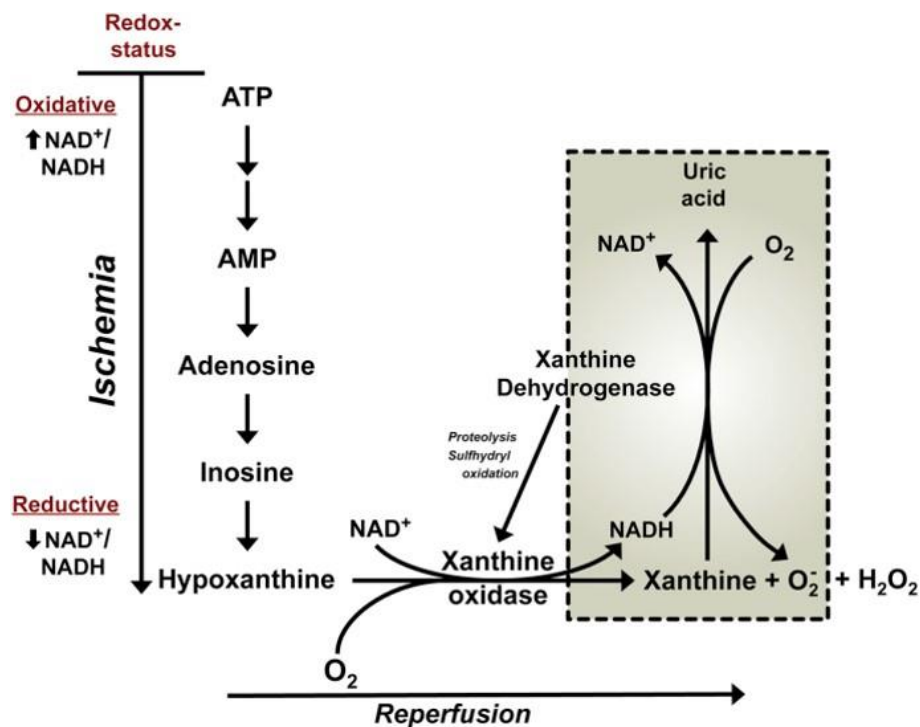 Redox-
status
Oxidative
⬆NAD⁺/
NADH
Ischemia
Reductive
⬇NAD⁺/
NADH
ATP
AMP
Adenosine
Inosine
Hypoxanthine
NAD⁺
O₂
Xanthine
oxidase
Proteolysis
Sulfhydryl
oxidation
Xanthine
Dehydrogenase
Uric
acid
NAD⁺
O₂
NADH
Xanthine + O₂⁻ + H₂O₂
Reperfusion